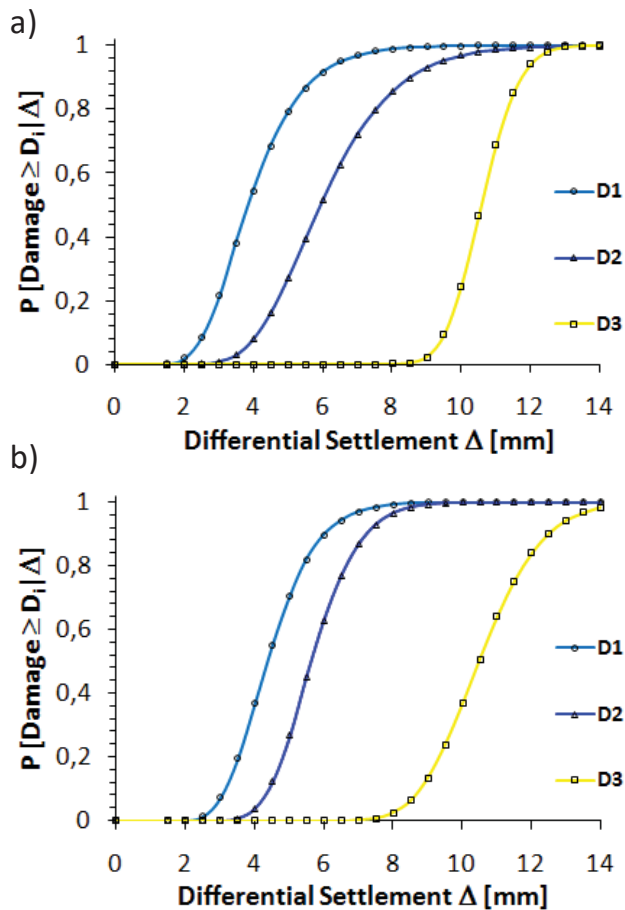 a)
P [Damage ≥ Di|Δ]
1
0,8
0,6
0,4
0,2
0
0 2 4 6 8 10 12 14
Differential Settlement Δ [mm]
D1
D2
D3
b)
P [Damage ≥ Di|Δ]
1
0,8
0,6
0,4
0,2
0
0 2 4 6 8 10 12 14
Differential Settlement Δ [mm]
D1
D2
D3